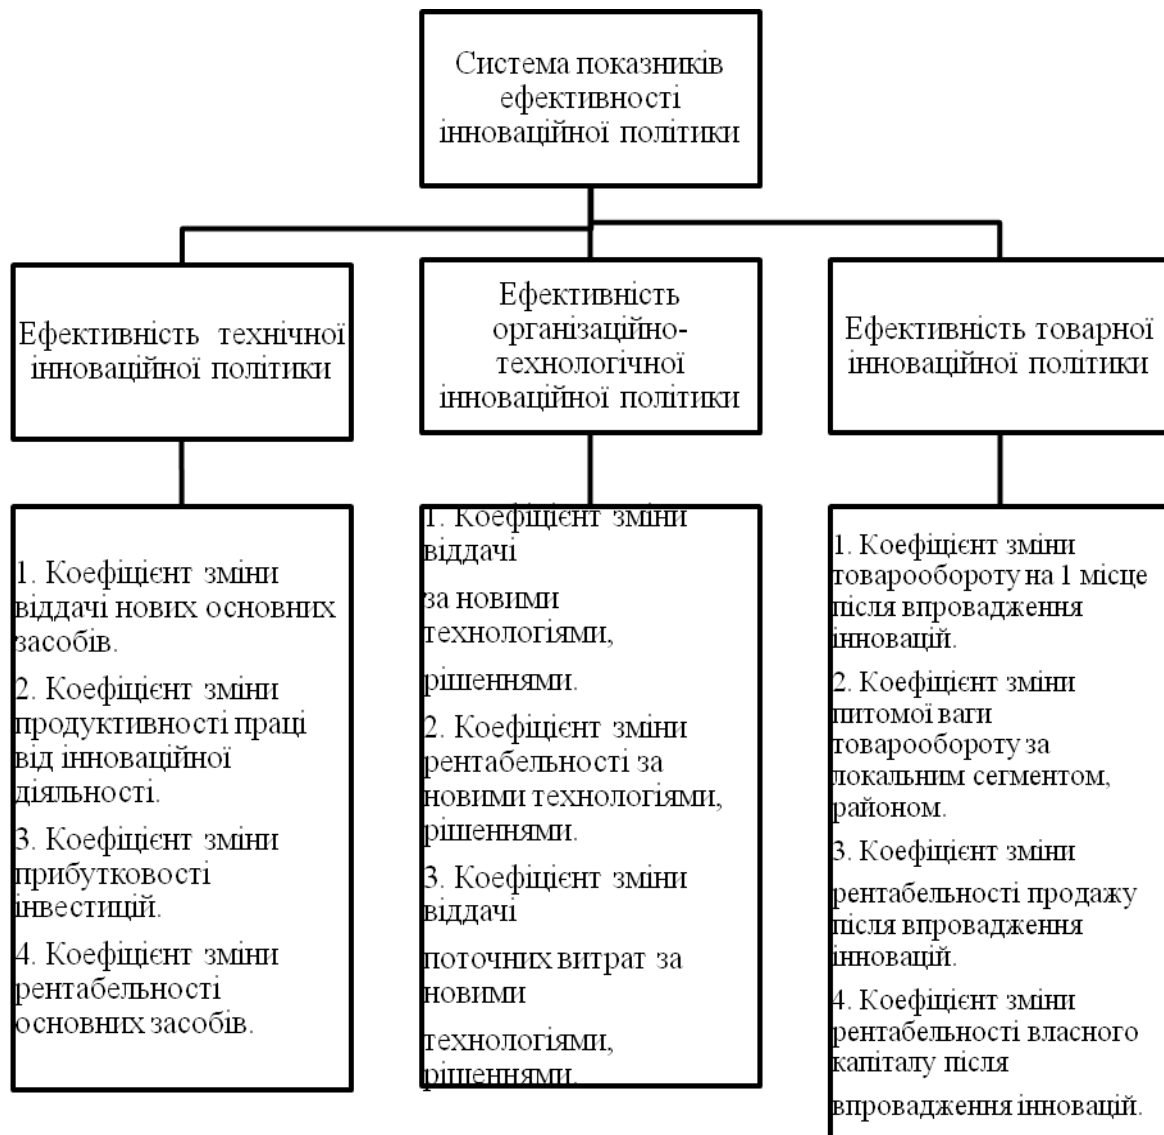 Система показників
ефективності
інноваційної політики
Ефективність технічної
інноваційної політики
Ефективність
організаційно-
технологічної
інноваційної політики
Ефективність товарної
інноваційної політики
1. Коефіцієнт зміни
віддачі нових основних
засобів.
2. Коефіцієнт зміни
продуктивності праці
від інноваційної
діяльності.
3. Коефіцієнт зміни
прибутковості
інвестицій.
4. Коефіцієнт зміни
рентабельності
основних засобів.
1. Коефіцієнт зміни
віддачі
за новими
технологіями,
рішеннями.
2. Коефіцієнт зміни
рентабельності за
новими технологіями,
рішеннями.
3. Коефіцієнт зміни
віддачі
поточних витрат за
новими
технологіями,
рішеннями.
1. Коефіцієнт зміни
товарообороту на 1 місце
після впровадження
інновацій.
2. Коефіцієнт зміни
питомої ваги
товарообороту за
локальним сегментом,
районом.
3. Коефіцієнт зміни
рентабельності продажу
після впровадження
інновацій.
4. Коефіцієнт зміни
рентабельності власного
капіталу після
впровадження інновацій.